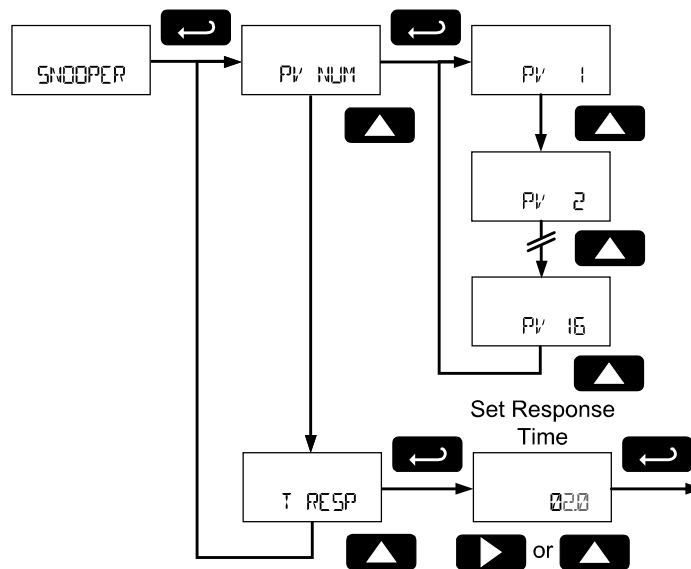 SNOOPER
PV NUM
PV 1
PV 2
PV 16
Set Response
Time
T RESP
02.0
or